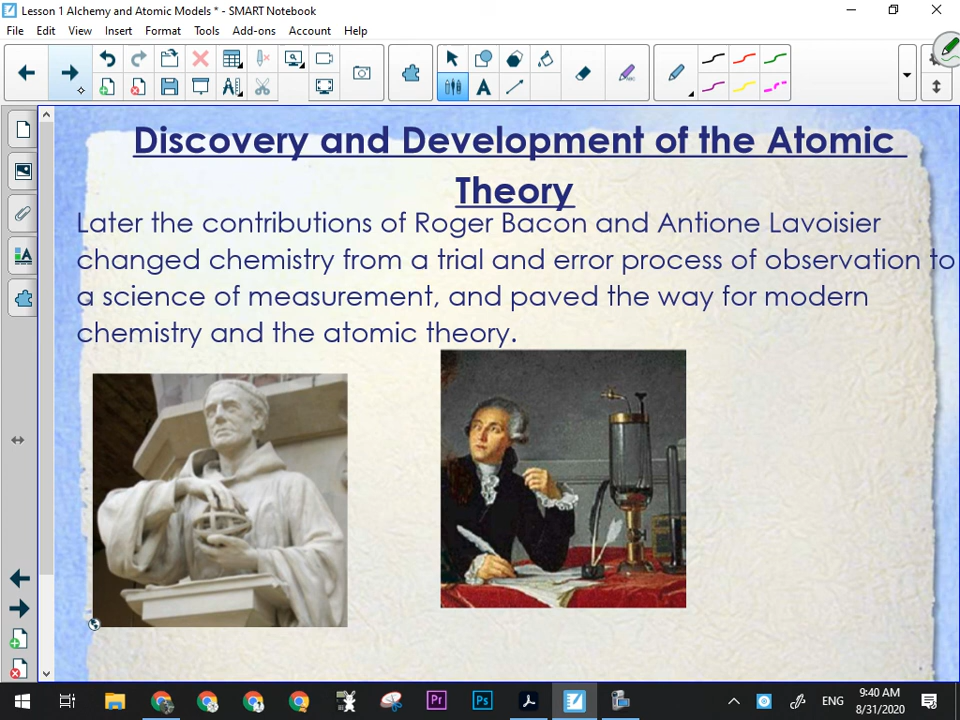 Lesson 1 Alchemy and Atomic Models * - SMART Notebook
File Edit View Insert Format Tools Add-ons Account Help
Discovery and Development of the Atomic
Theory
Later the contributions of Roger Bacon and Antione Lavoisier
changed chemistry from a trial and error process of observation to
a science of measurement, and paved the way for modern
chemistry and the atomic theory.
Pr Ps ENG 9:40 AM
8/31/2020